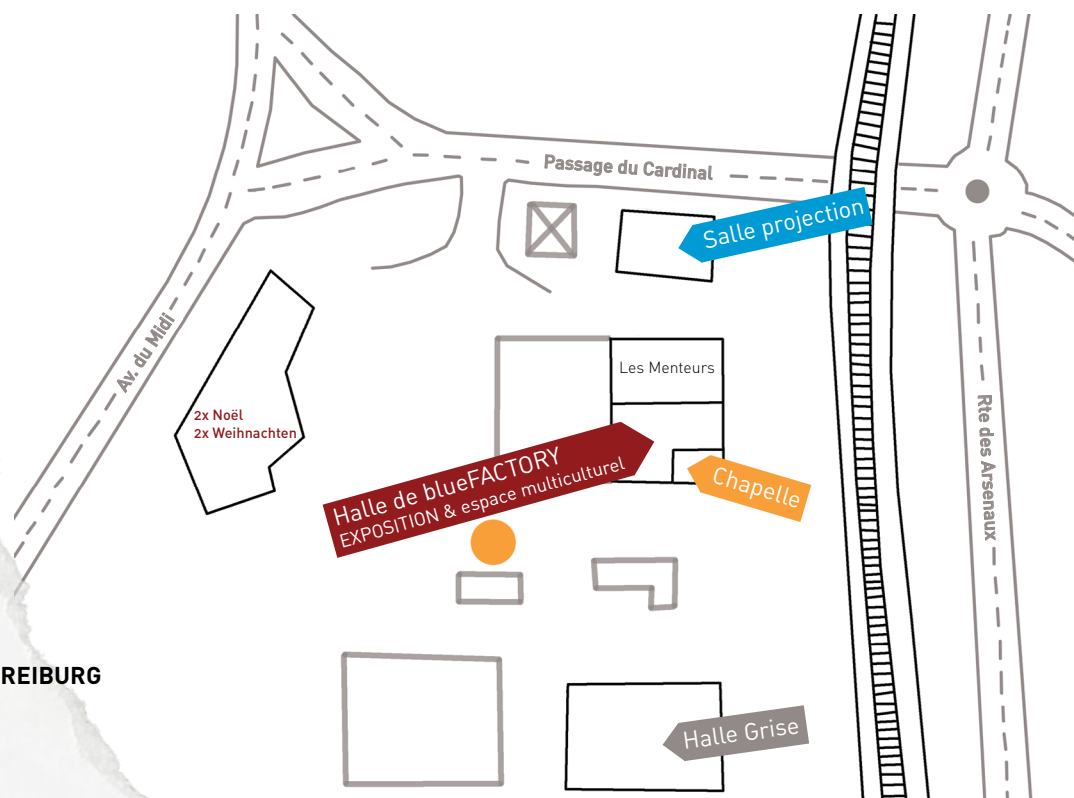 Passage du Cardinal
Salle projection
Av. du Midi
Les Menteurs
2x Noël
2x Weihnachten
Halle de blueFACTORY
EXPOSITION & espace multiculturel
Chapelle
Rte des Arsenaux
REIBURG
Halle Grise